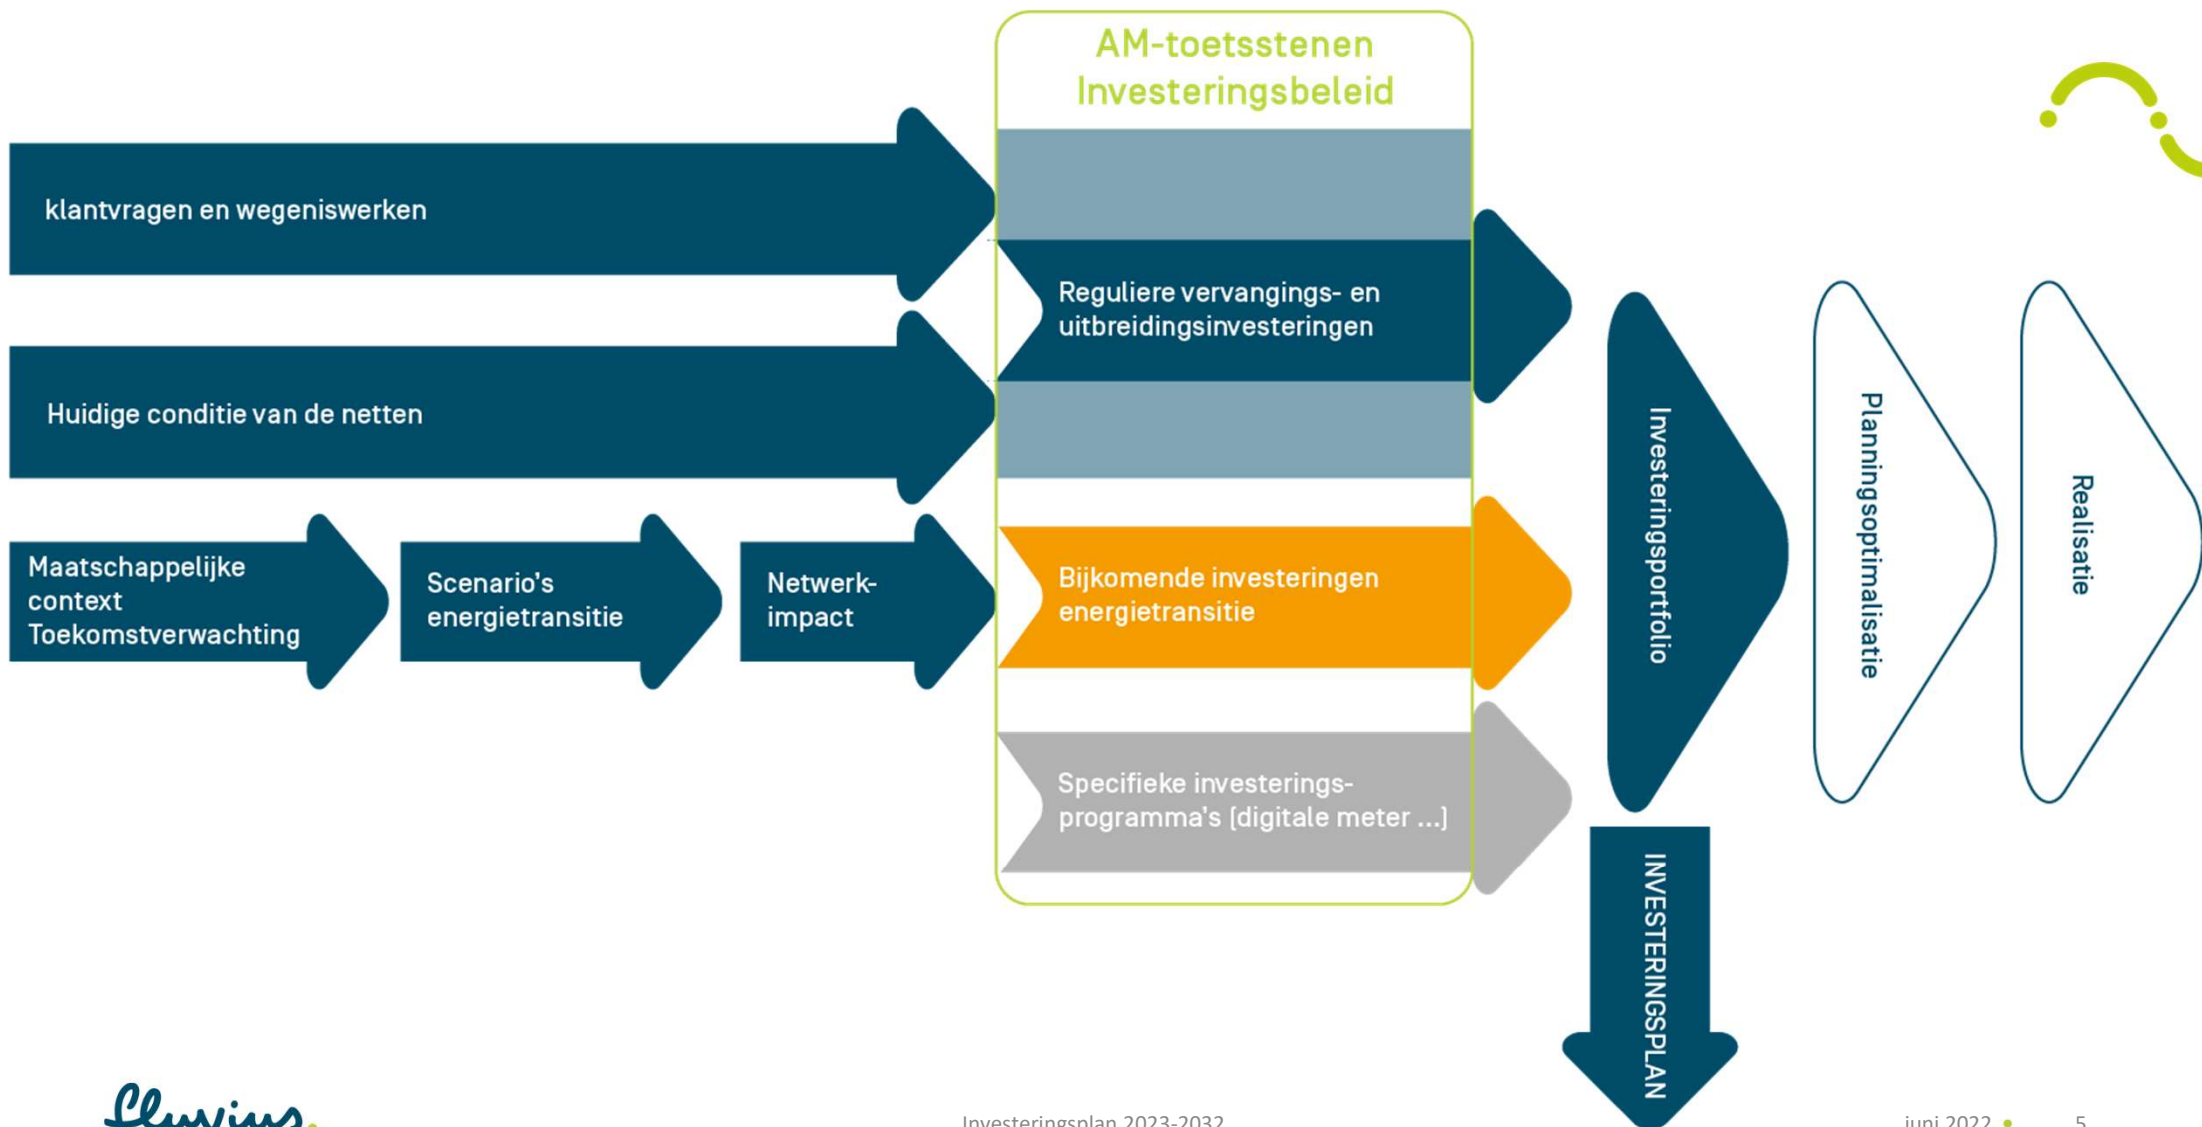 AM-toetsstenen
Investeringsbeleid
klantvragen en wegeniswerken
Reguliere vervangings- en
uitbreidingsinvesteringen
Huidige conditie van de netten
Maatschappelijke
context
Toekomstverwachting
Scenario's
energietransitie
Netwerk-
impact
Bijkomende investeringen
energietransitie
Specifieke investerings-
programma's (digitale meter ...)
Investeringsportfolio
Planningsoptimalisatie
Realisatie
INVESTERINGSPLAN
fluvius.
Investeringsplan 2023-2032
juni 2022 •
5